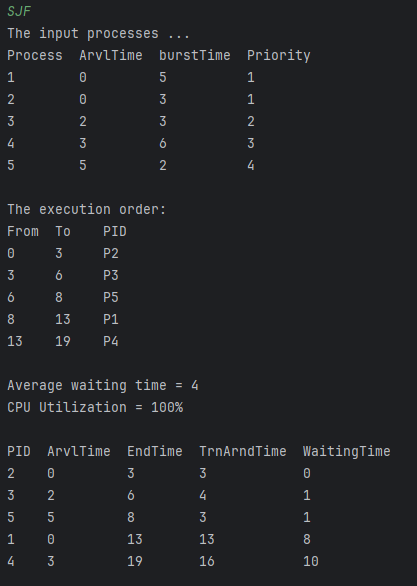 SJF
The input processes ...
Process ArvlTime burstTime Priority
1 0 5 1
2 0 3 1
3 2 3 2
4 3 6 3
5 5 2 4
The execution order:
From To PID
0 3 P2
3 6 P3
6 8 P5
8 13 P1
13 19 P4
Average waiting time = 4
CPU Utilization = 100%
PID ArvlTime EndTime TrnArndTime WaitingTime
2 0 3 3 0
3 2 6 4 1
5 5 8 3 1
1 0 13 13 8
4 3 19 16 10